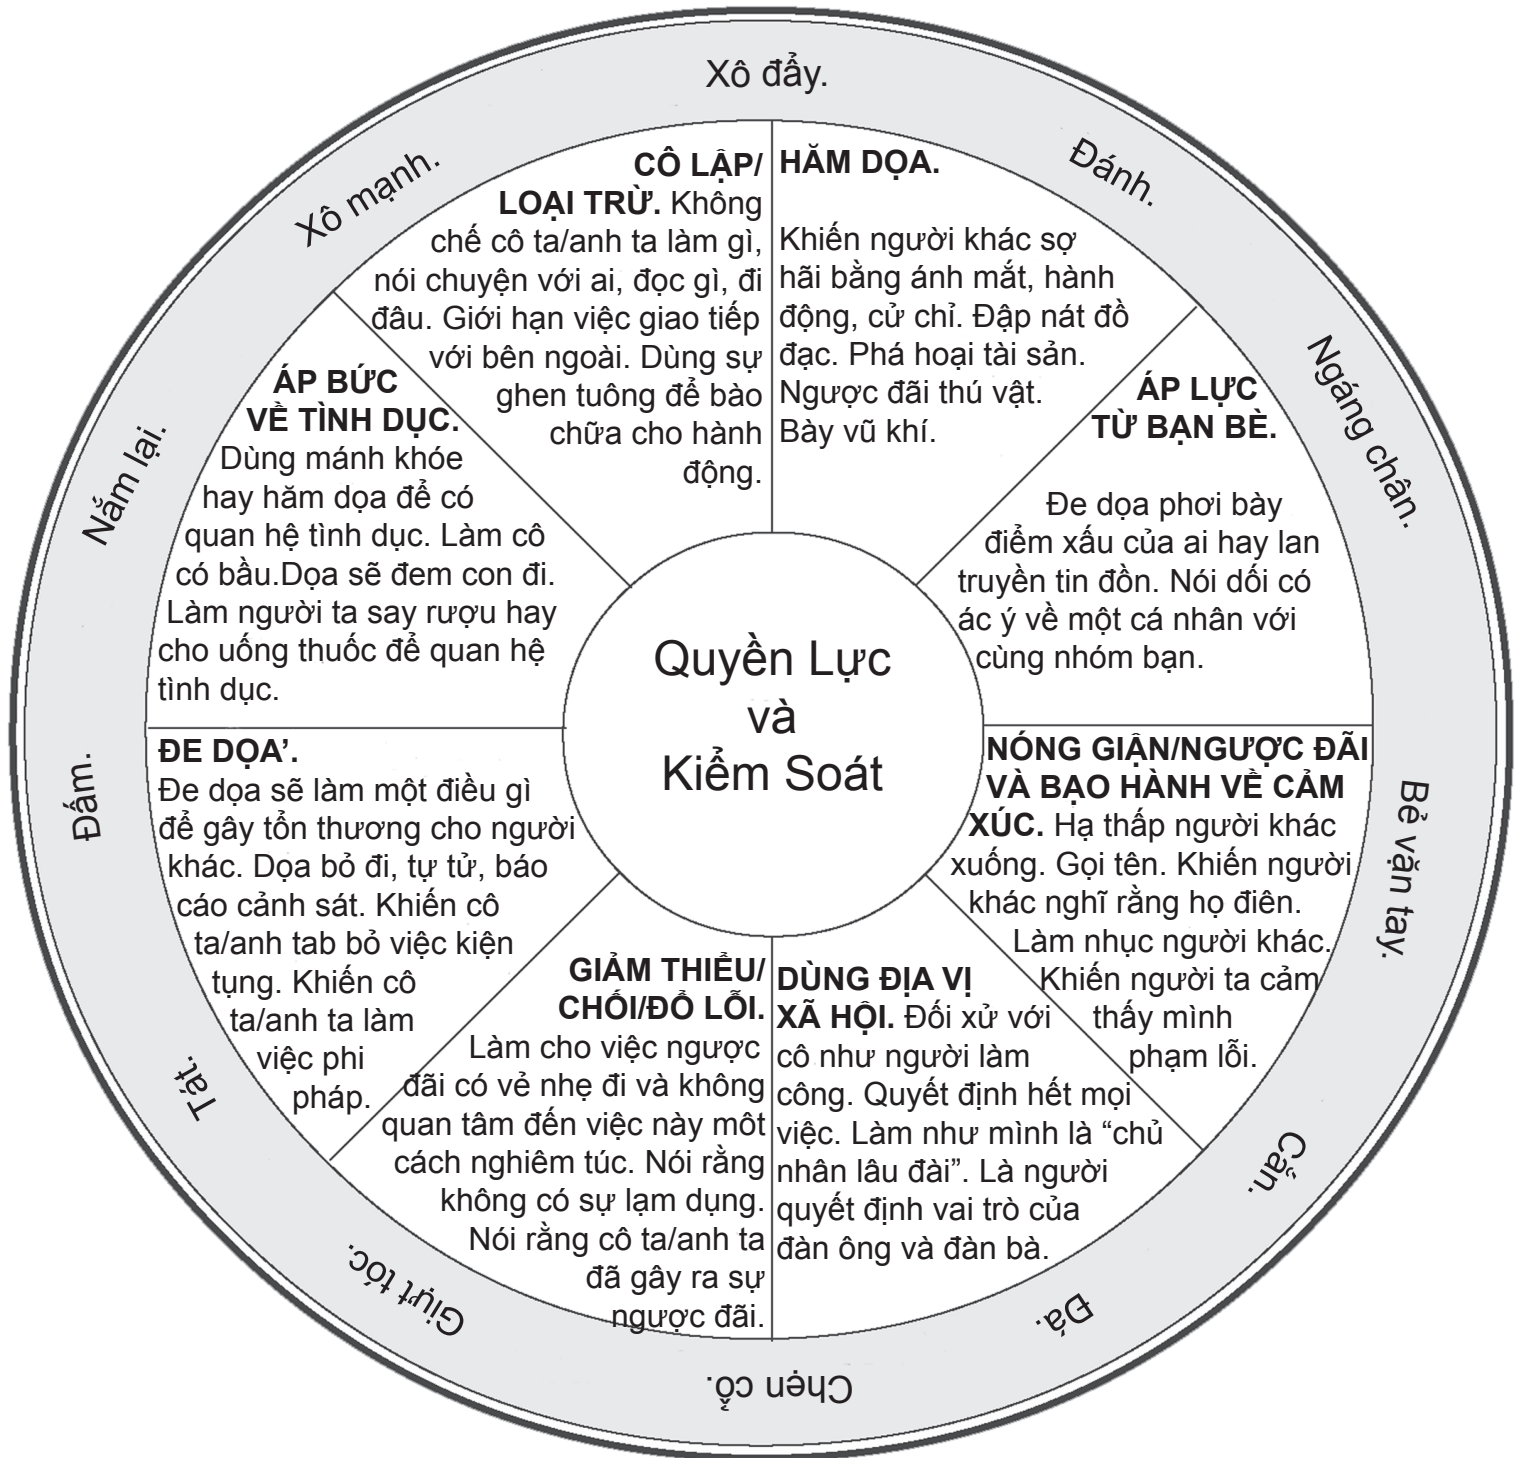 Xô đẩy.
Đánh.
Ngáng chân.
Bẻ vặn tay.
Cắn.
Đá.
Chẹn cổ.
Giựt tóc.
Tát.
Đấm.
Nắm lại.
Xô mạnh.
HĂM DỌA.
Khiến người khác sợ
hãi bằng ánh mắt, hành
động, cử chỉ. Đập nát đồ
đạc. Phá hoại tài sản.
Ngược đãi thú vật.
Bày vũ khí.
ÁP LỰC
TỪ BẠN BÈ.
Đe dọa phơi bày
điểm xấu của ai hay lan
truyền tin đồn. Nói dối có
ác ý về một cá nhân với
cùng nhóm bạn.
NÓNG GIẬN/NGƯỢC ĐÃI
VÀ BẠO HÀNH VỀ CẢM
XÚC. Hạ thấp người khác
xuống. Gọi tên. Khiến người
khác nghĩ rằng họ điên.
Làm nhục người khác.
Khiến người ta cảm
thấy mình
phạm lỗi.
DÙNG ĐỊA VỊ
XÃ HỘI. Đối xử với
cô như người làm
công. Quyết định hết mọi
việc. Làm như mình là “chủ
nhân lâu đài”. Là người
quyết định vai trò của
đàn ông và đàn bà.
GIẢM THIỂU/
CHỐI/ĐỔ LỖI.
Làm cho việc ngược
đãi có vẻ nhẹ đi và không
quan tâm đến việc này môt
cách nghiêm túc. Nói rằng
không có sự lạm dụng.
Nói rằng cô ta/anh ta
đã gây ra sự
ngược đãi.
ĐE DỌA’.
Đe dọa sẽ làm một điều gì
để gây tổn thương cho người
khác. Dọa bỏ đi, tự tử, báo
cáo cảnh sát. Khiến cô
ta/anh tab bỏ việc kiện
tụng. Khiến cô
ta/anh ta làm
việc phi
pháp.
ÁP BỨC
VỀ TÌNH DỤC.
Dùng mánh khóe
hay hăm dọa để có
quan hệ tình dục. Làm cô
có bầu.Dọa sẽ đem con đi.
Làm người ta say rượu hay
cho uống thuốc để quan hệ
tình dục.
CÔ LẬP/
LOẠI TRỪ. Không
chế cô ta/anh ta làm gì,
nói chuyện với ai, đọc gì, đi
đâu. Giới hạn việc giao tiếp
với bên ngoài. Dùng sự
ghen tuông để bào
chữa cho hành
động.
Quyền Lực
và
Kiểm Soát